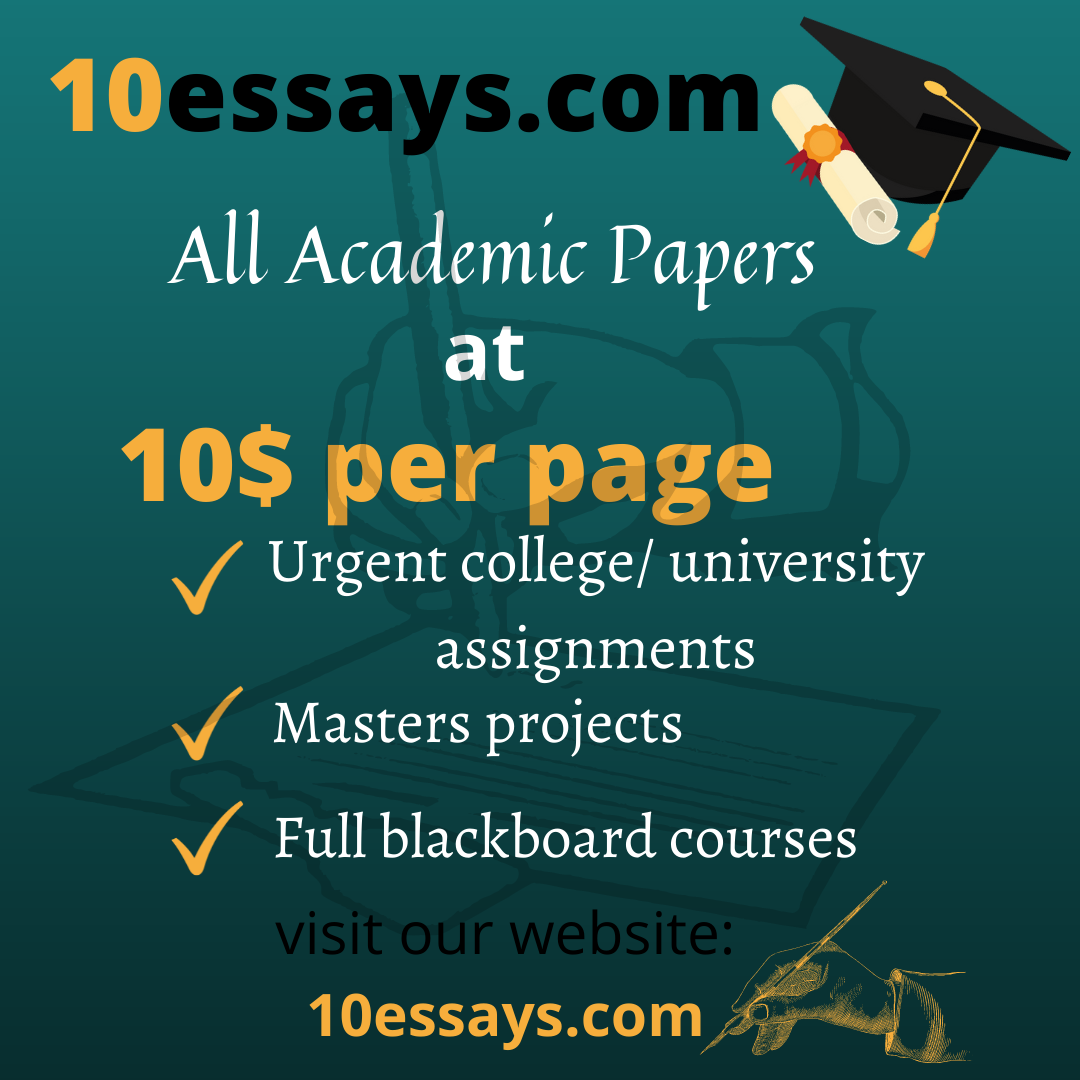 10essays.com
All Academic Papers
at
10$ per page
Urgent college/ university
assignments
Masters projects
Full blackboard courses
visit our website:
10essays.com